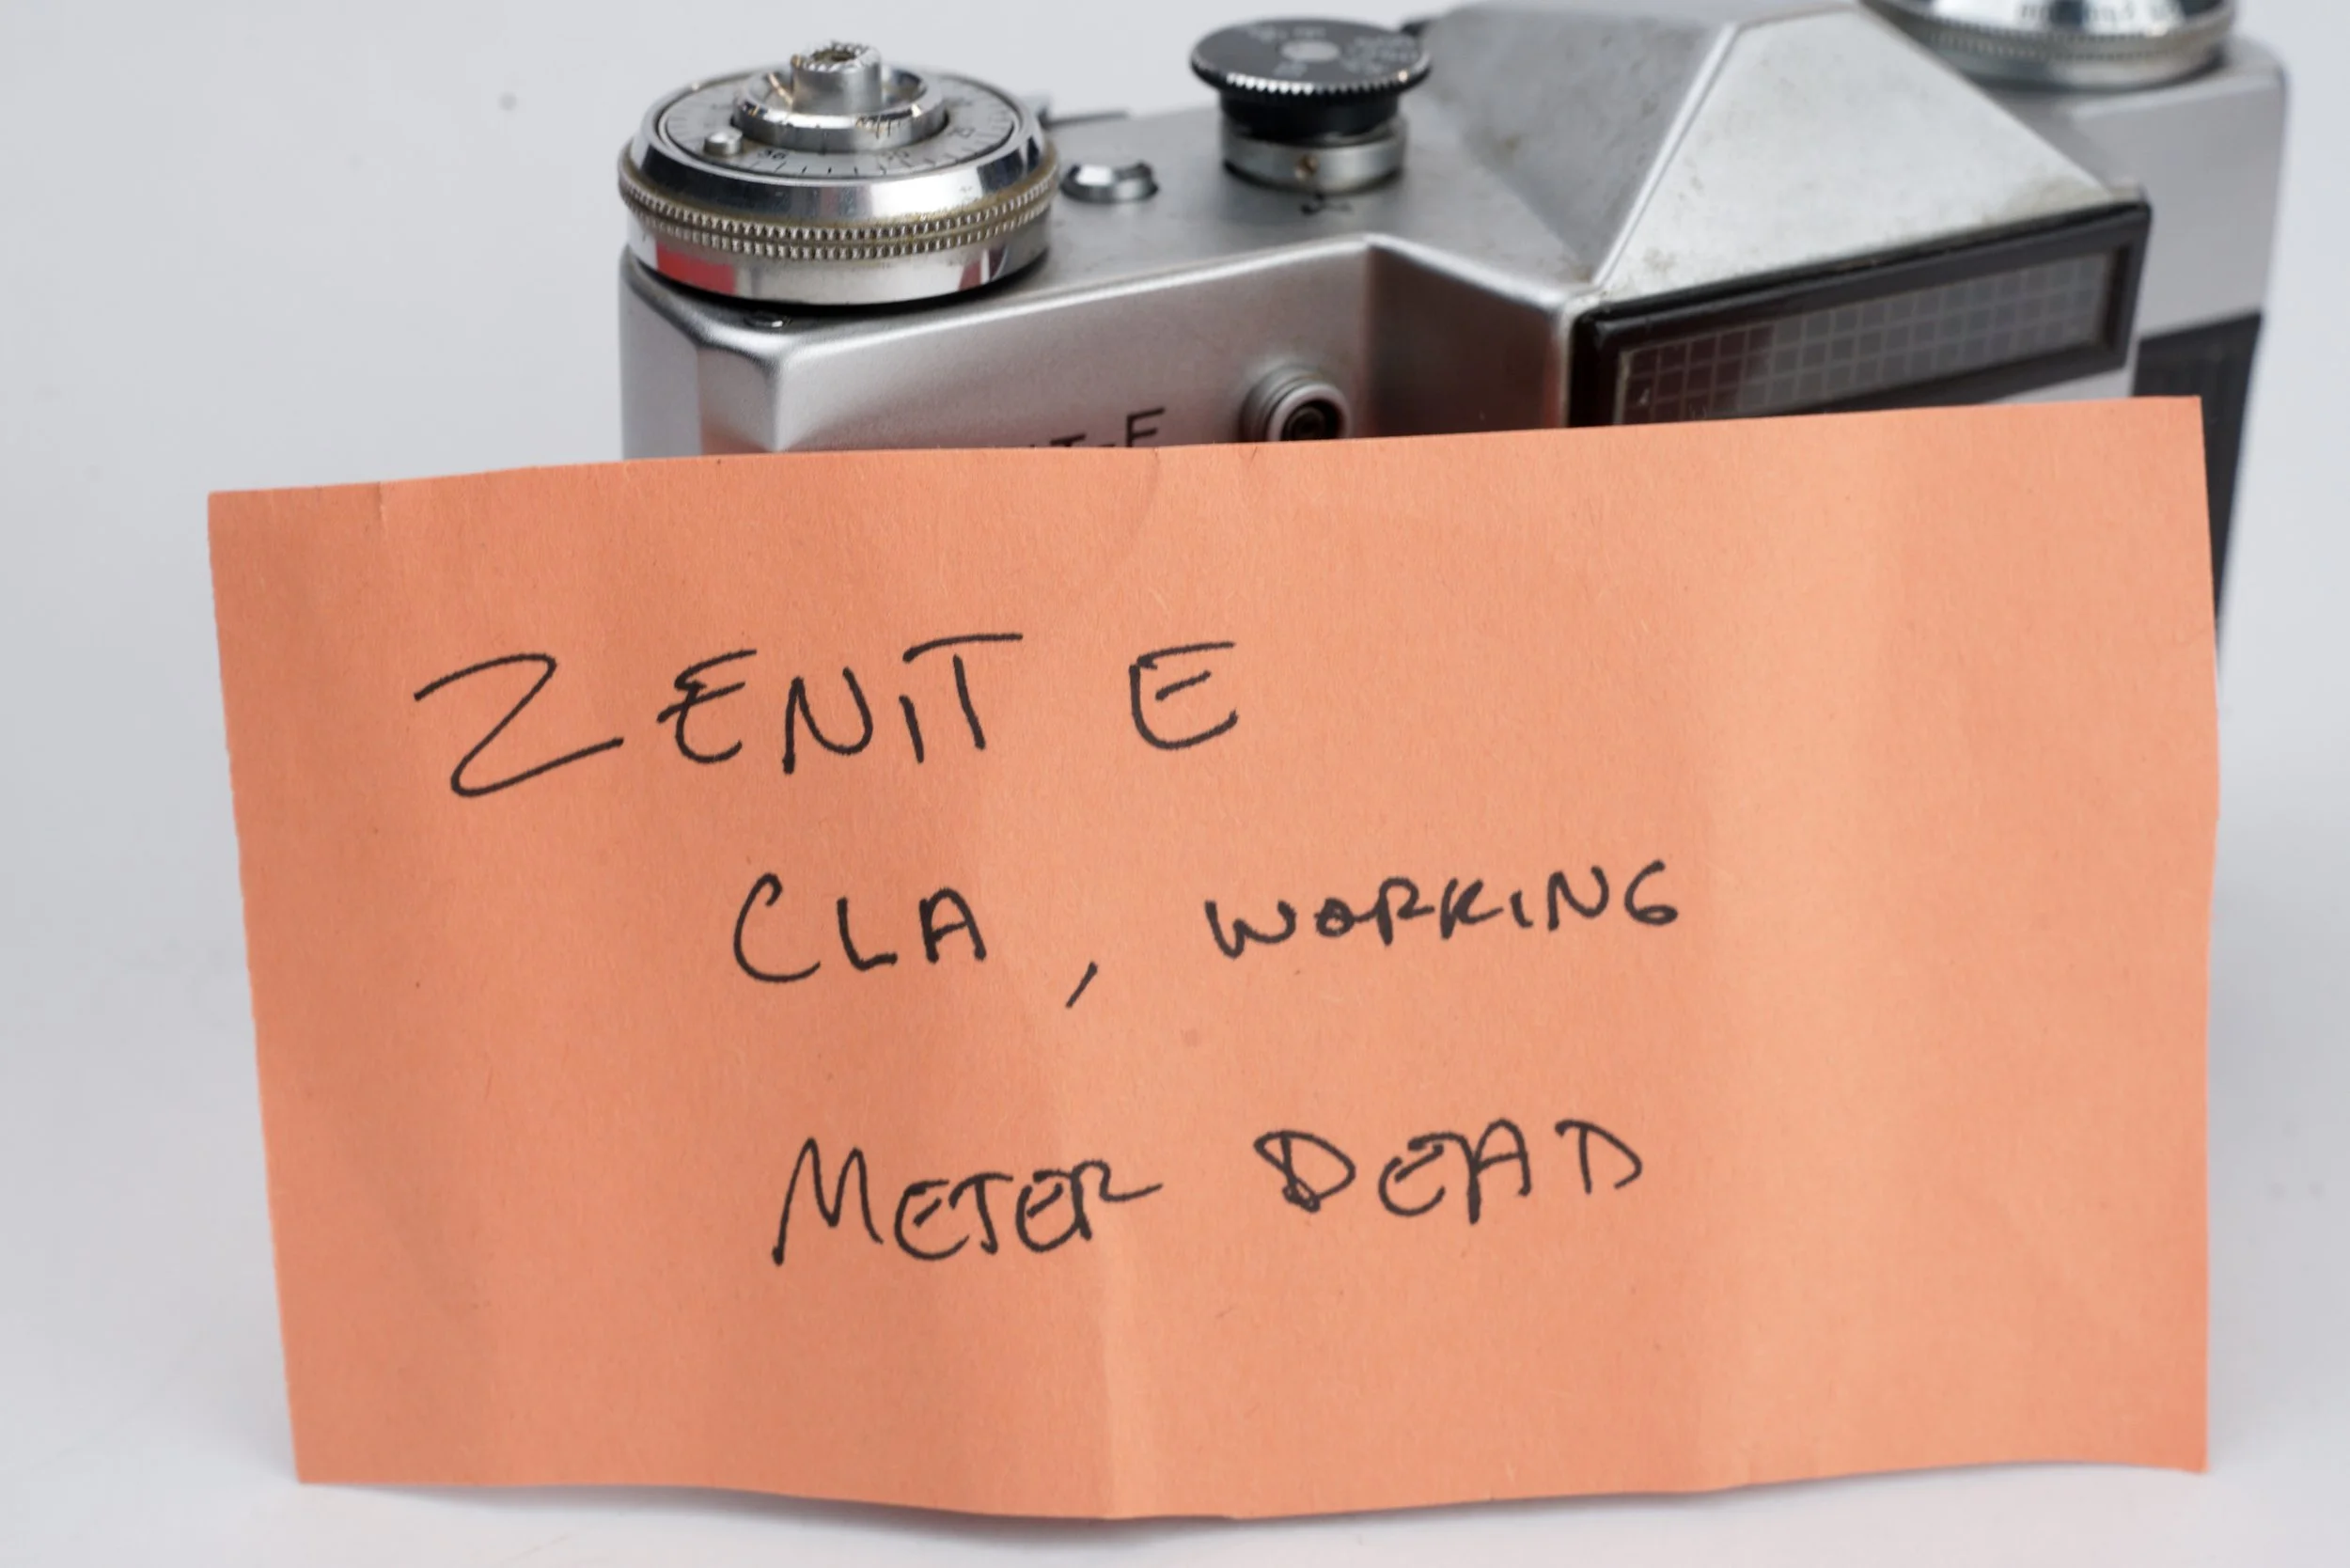 T-E
ZENIT E
CLA, WORKING
METER DEAD